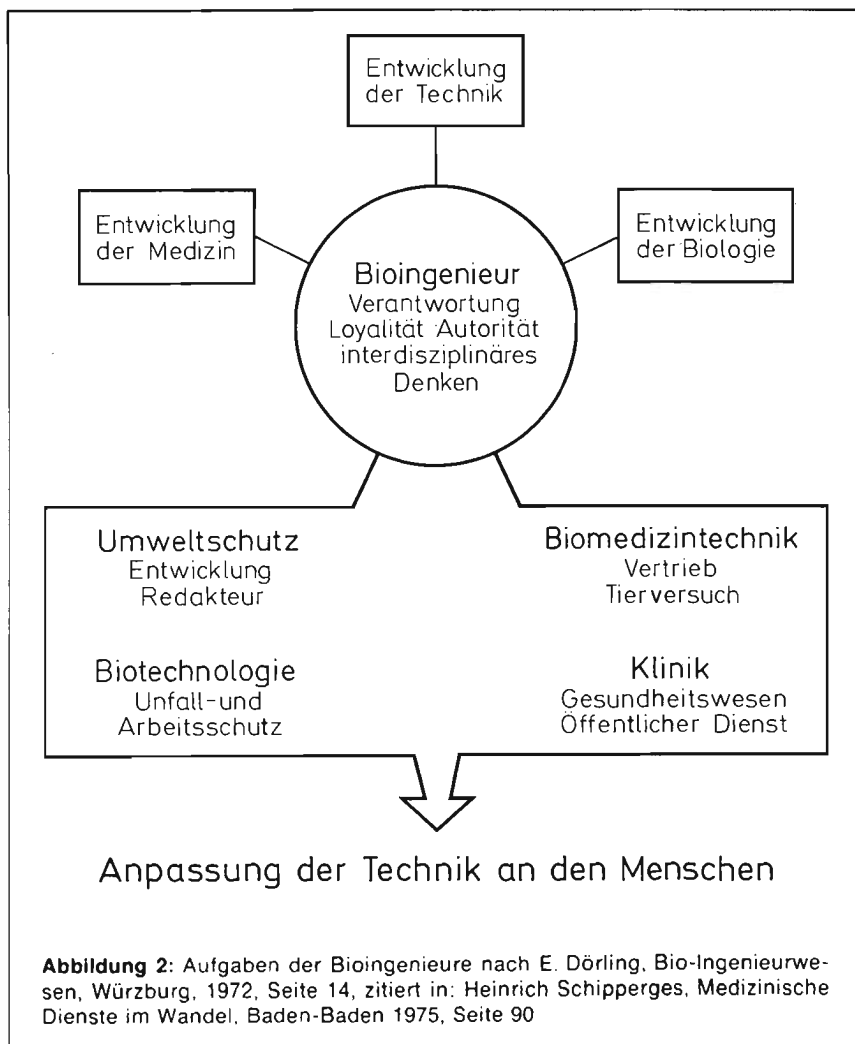 Entwicklung
der Technik
Entwicklung
der Medizin
Entwicklung
der Biologie
Bioingenieur
Verantwortung
Loyalität Autorität
interdisziplinäres
Denken
Umweltschutz
Entwicklung
Redakteur
Biomedizintechnik
Vertrieb
Tierversuch
Biotechnologie
Unfall-und
Arbeitsschutz
Klinik
Gesundheitswesen
Öffentlicher Dienst
Anpassung der Technik an den Menschen
Abbildung 2: Aufgaben der Bioingenieure nach E. Dörling, Bio-Ingenieurwe-
sen, Würzburg, 1972, Seite 14, zitiert in: Heinrich Schipperges, Medizinische
Dienste im Wandel, Baden-Baden 1975, Seite 90